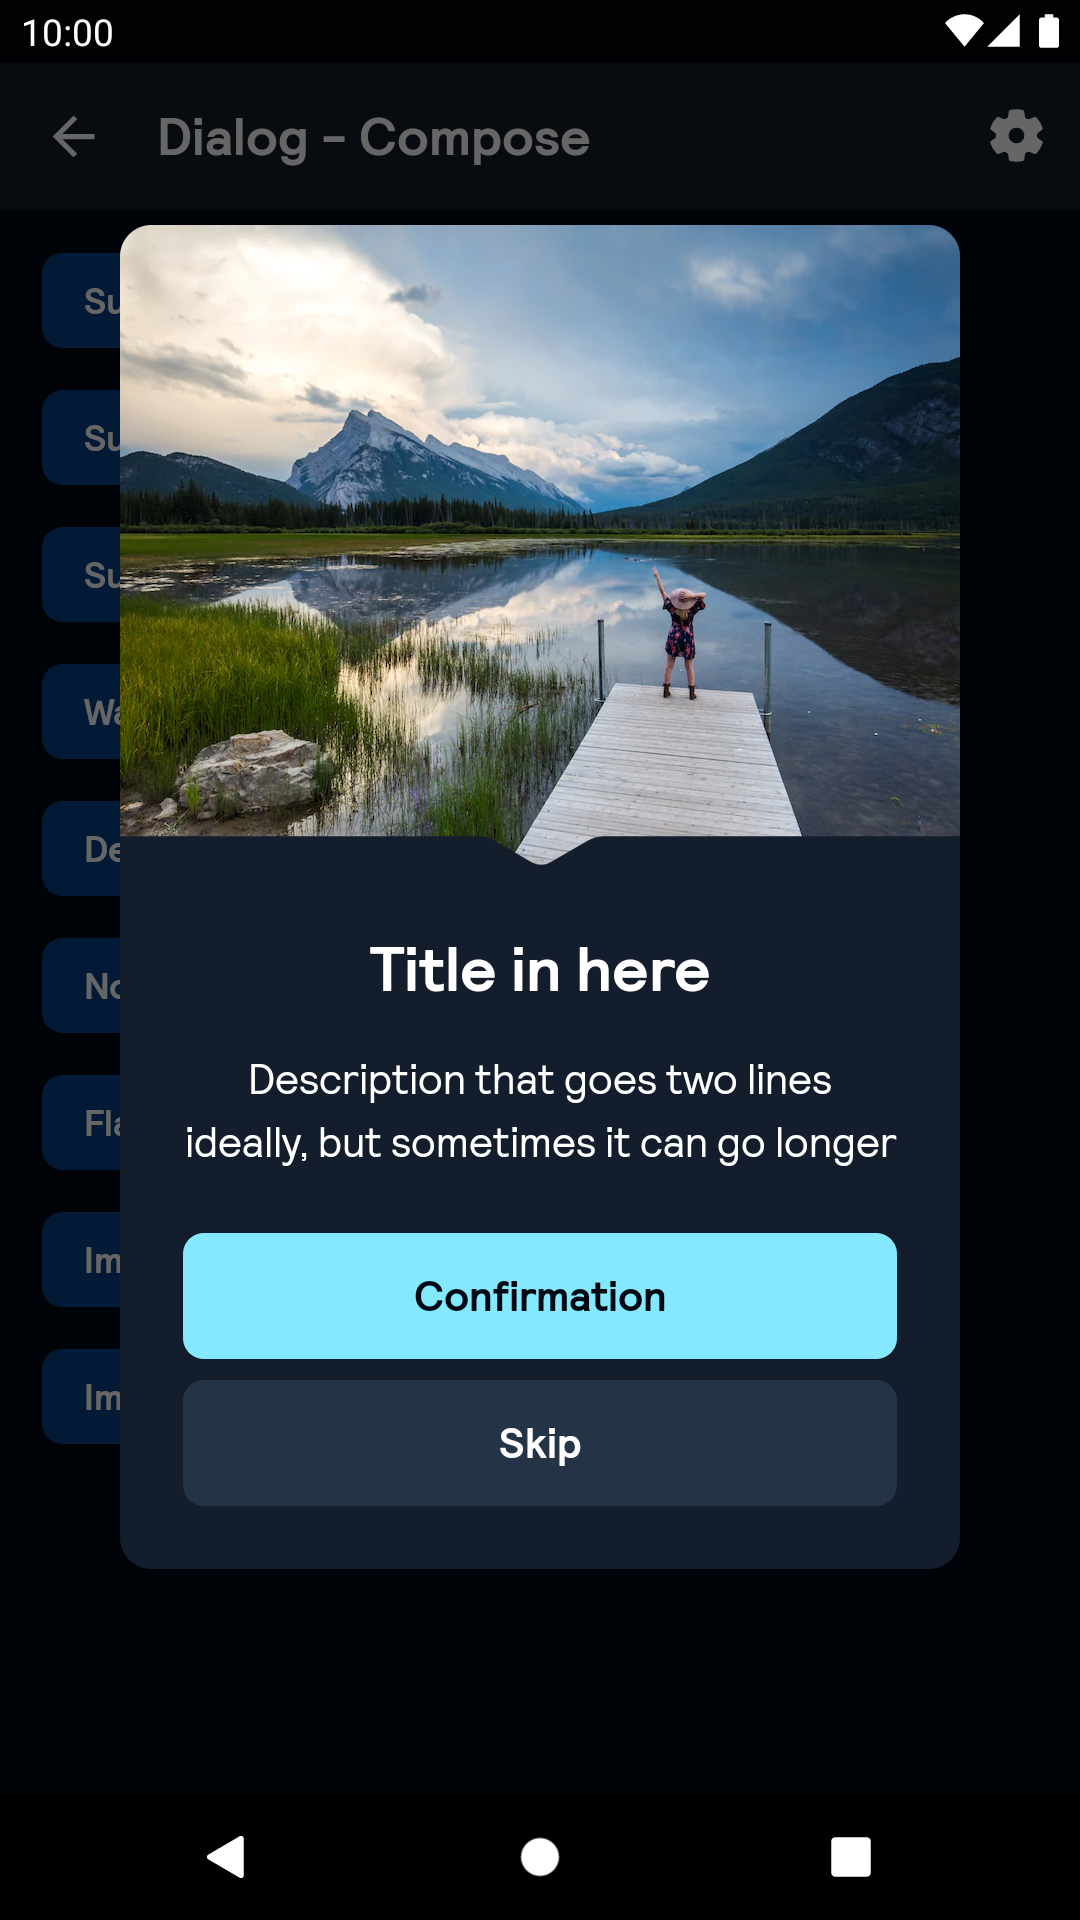 10:00
Dialog - Compose
Su
Su
Su
Wa
De
No
Fla
Im
Im
Title in here
Description that goes two lines
ideally, but sometimes it can go longer
Confirmation
Skip